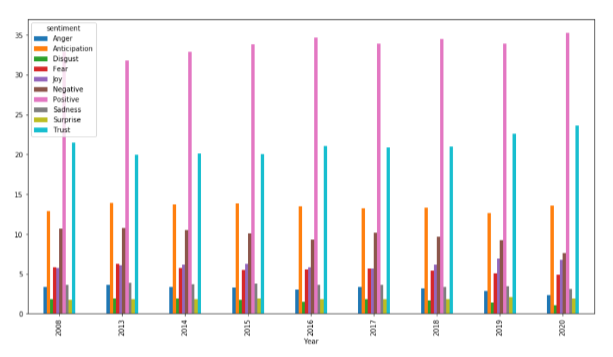 sentiment
Anger
Anticipation
Disgust
Fear
Joy
Negative
Positive
Sadness
Surprise
Trust
35
30
25
20
15
10
5
0
2008
2013
2014
2015
2016
2017
2018
2019
2020
Year